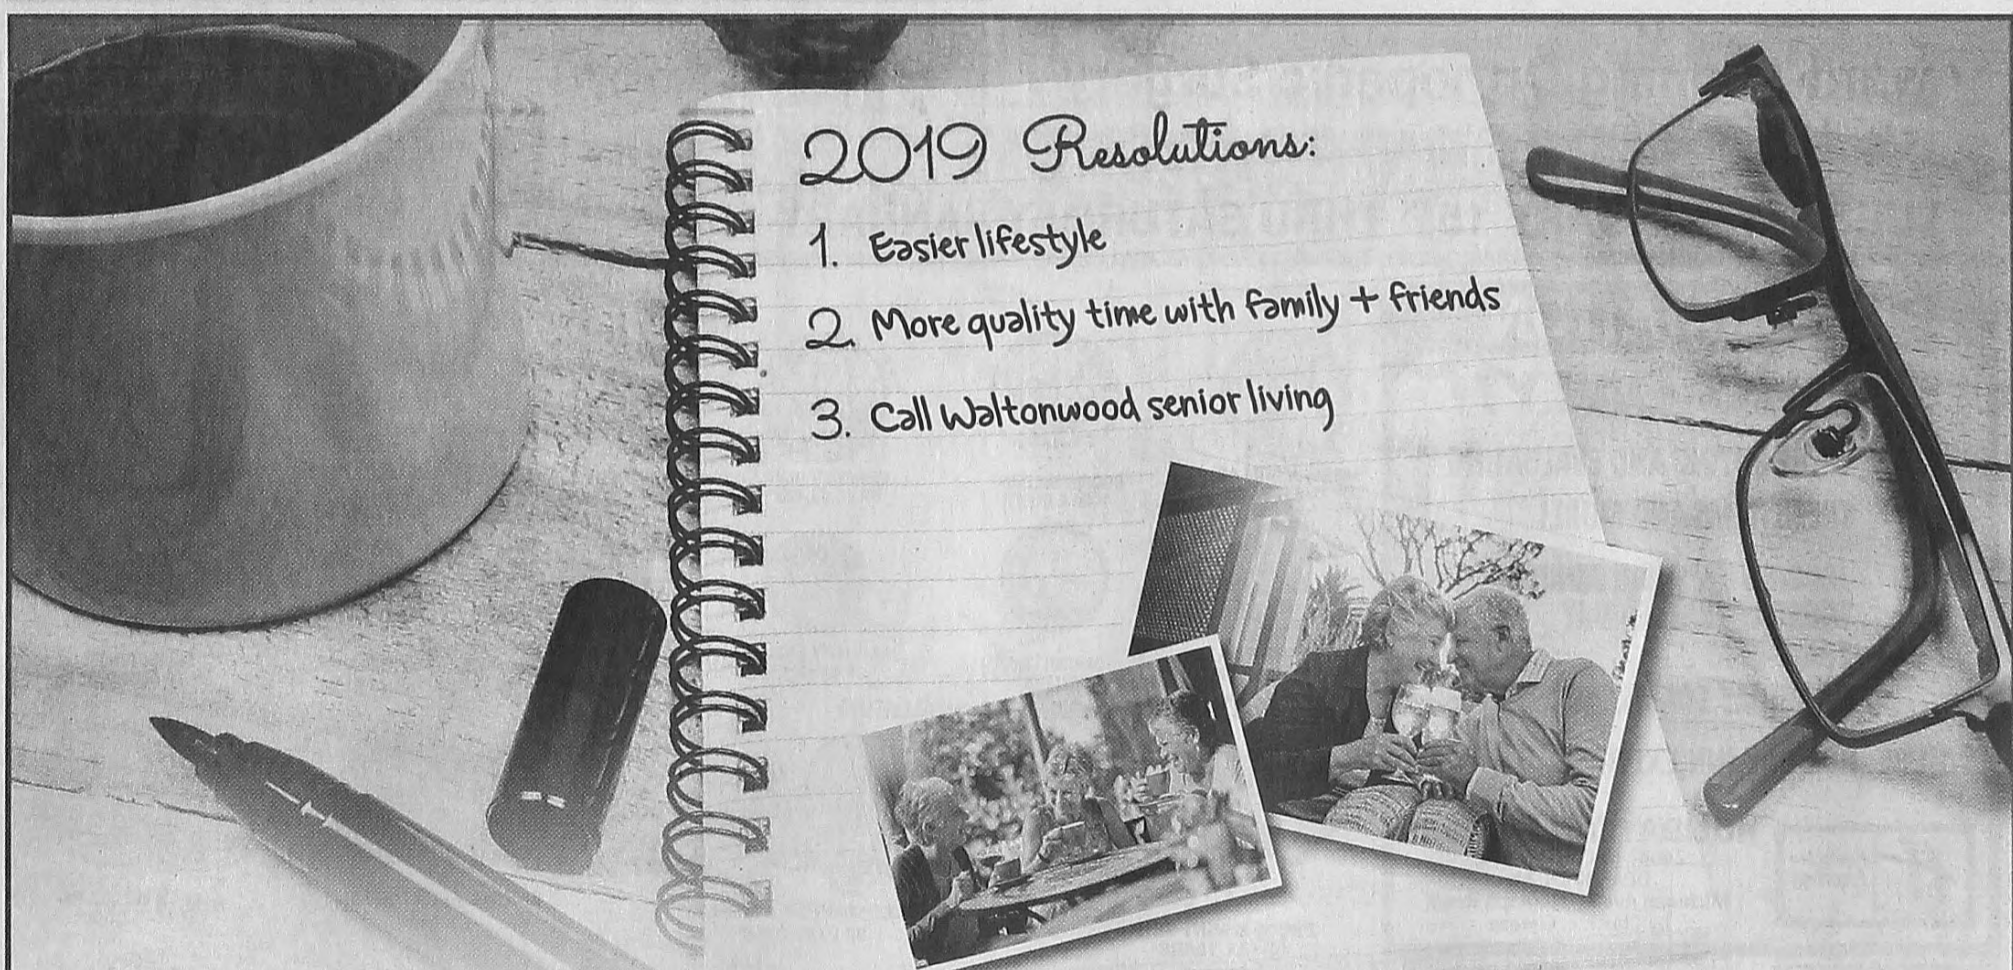 2019 Resolutions:
1. Easier lifestyle
2. More quality time with family + friends
3. Call Waltonwood senior living